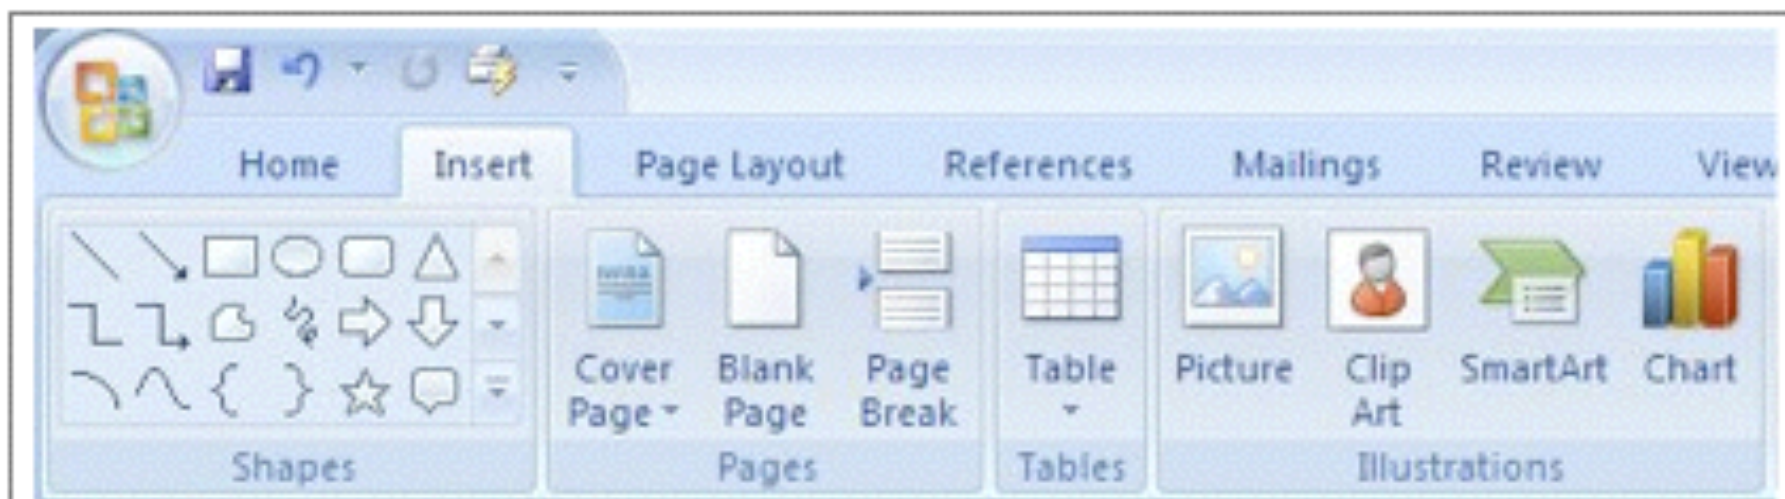 Home Insert Page Layout References Mailings Review View
Cover Page Blank Page Page Break Table Picture Clip Art SmartArt Chart
Shapes Pages Tables Illustrations